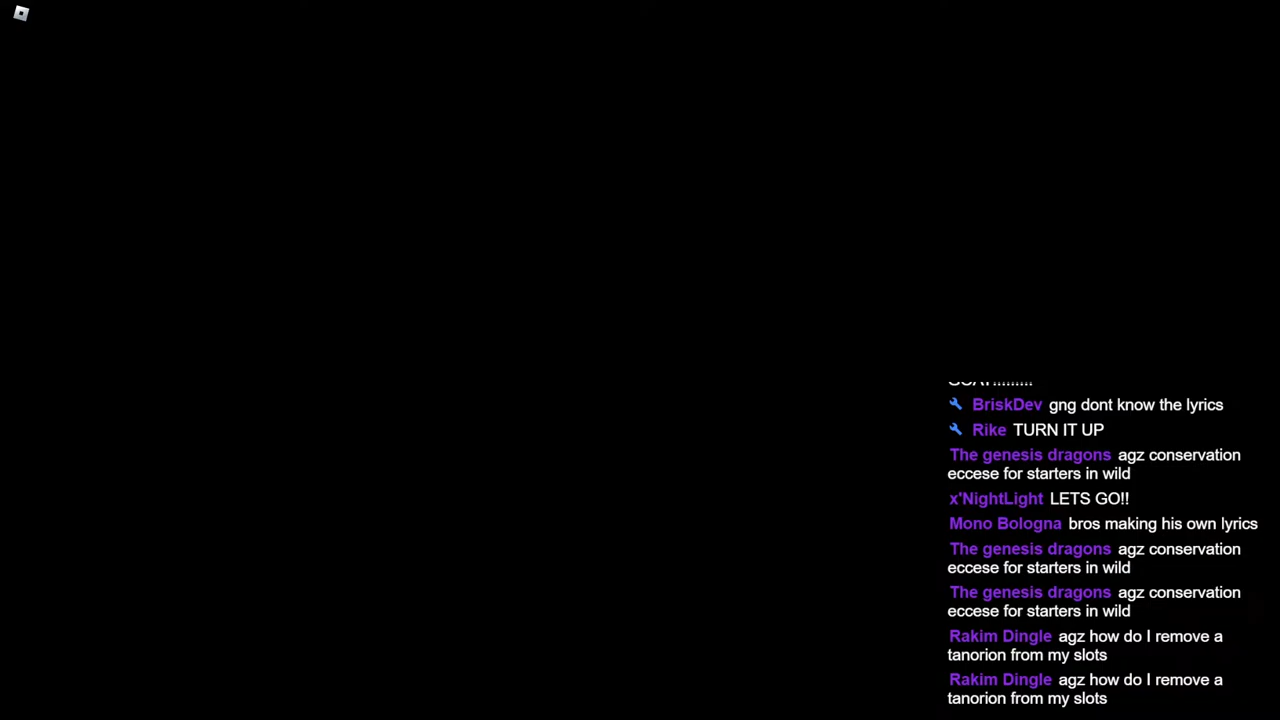 BriskDev gng dont know the lyrics
Rike TURN IT UP
The genesis dragons agz conservation
eccese for starters in wild
x'NightLight LETS GO!!
Mono Bologna bros making his own lyrics
The genesis dragons agz conservation
eccese for starters in wild
The genesis dragons agz conservation
eccese for starters in wild
Rakim Dingle agz how do I remove a
tanorion from my slots
Rakim Dingle agz how do I remove a
tanorion from my slots